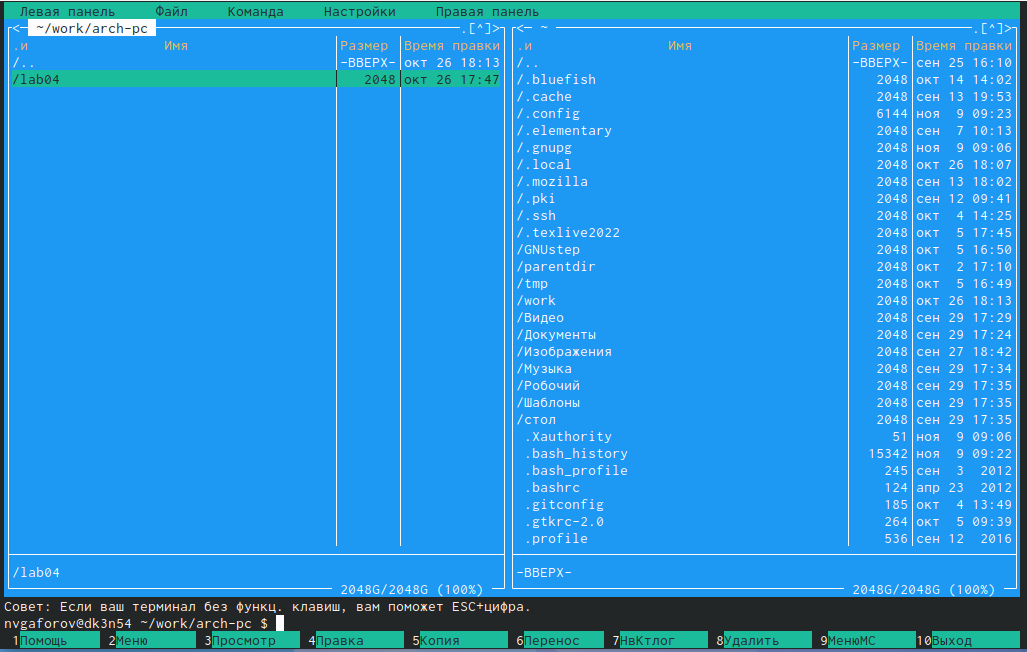 Левая панель Файл Команда Настройки Правая панель
<- ~/work/arch-pc .[^]> <- ~ .[^]>
.и Имя Размер Время правки .и Имя Размер Время правки
/.. -ВВЕРХ- окт 26 18:13 /.. -ВВЕРХ- сен 25 16:10
/lab04 2048 окт 26 17:47 /.bluefish 2048 окт 14 14:02
/.cache 2048 сен 13 19:53
/.config 6144 ноя 9 09:23
/.elementary 2048 сен 7 10:13
/.gnupg 2048 ноя 9 09:06
/.local 2048 окт 26 18:07
/.mozilla 2048 сен 13 18:02
/.pki 2048 сен 12 09:41
/.ssh 2048 окт 4 14:25
/.texlive2022 2048 окт 5 17:45
/GNUstep 2048 окт 5 16:50
/parentdir 2048 окт 2 17:10
/tmp 2048 окт 5 16:49
/work 2048 окт 26 18:13
/Видео 2048 сен 29 17:29
/Документы 2048 сен 29 17:24
/Изображения 2048 сен 27 18:42
/Музыка 2048 сен 29 17:34
/Робочий 2048 сен 29 17:35
/Шаблоны 2048 сен 29 17:35
/стол 2048 сен 29 17:35
.Xauthority 51 ноя 9 09:06
.bash_history 15342 ноя 9 09:22
.bash_profile 245 сен 3 2012
.bashrc 124 апр 23 2012
.gitconfig 185 окт 4 13:49
.gtkrc-2.0 264 окт 5 09:39
.profile 536 сен 12 2016
/lab04 -ВВЕРХ-
2048G/2048G (100%) 2048G/2048G (100%)
Совет: Если ваш терминал без функц. клавиш, вам поможет ESC+цифра.
nvgaforov@dk3n54 ~/work/arch-pc $
1Помощь 2Меню 3Просмотр 4Правка 5Копия 6Перенос 7НвКтлог 8Удалить 9МенюMC 10Выход